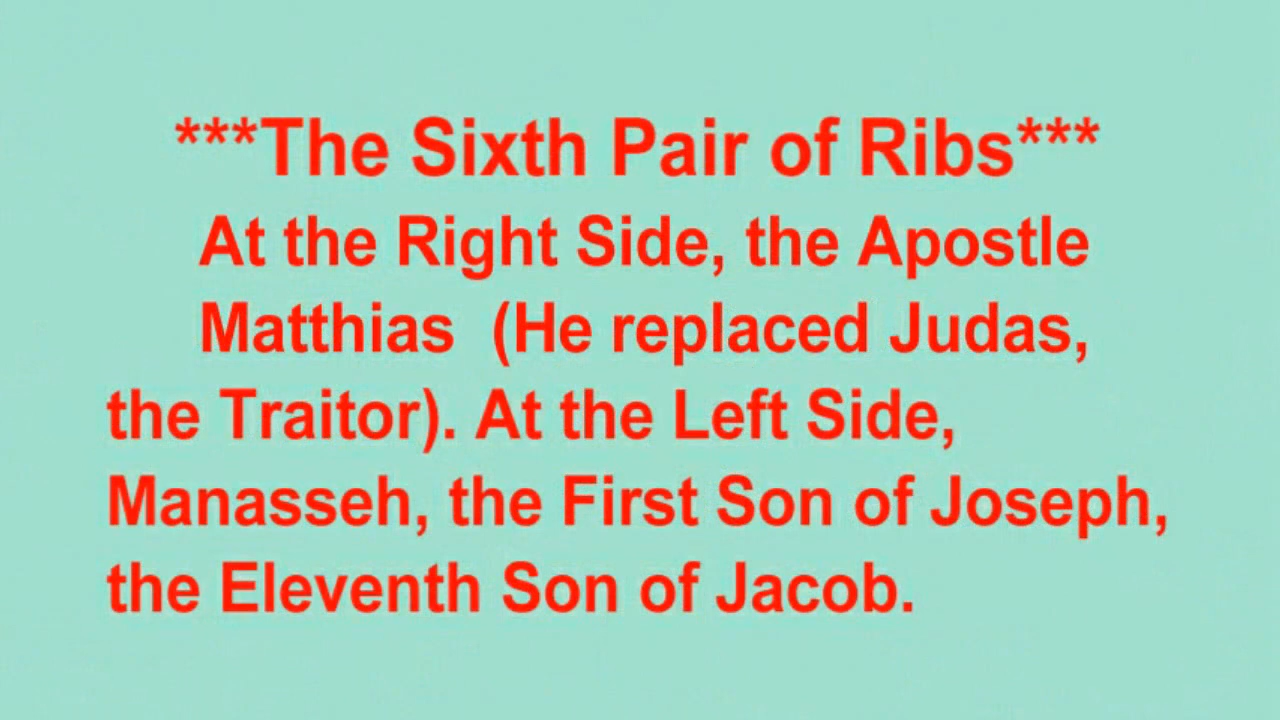 ***The Sixth Pair of Ribs***
At the Right Side, the Apostle
Matthias  (He replaced Judas,
the Traitor). At the Left Side,
Manasseh, the First Son of Joseph,
the Eleventh Son of Jacob.